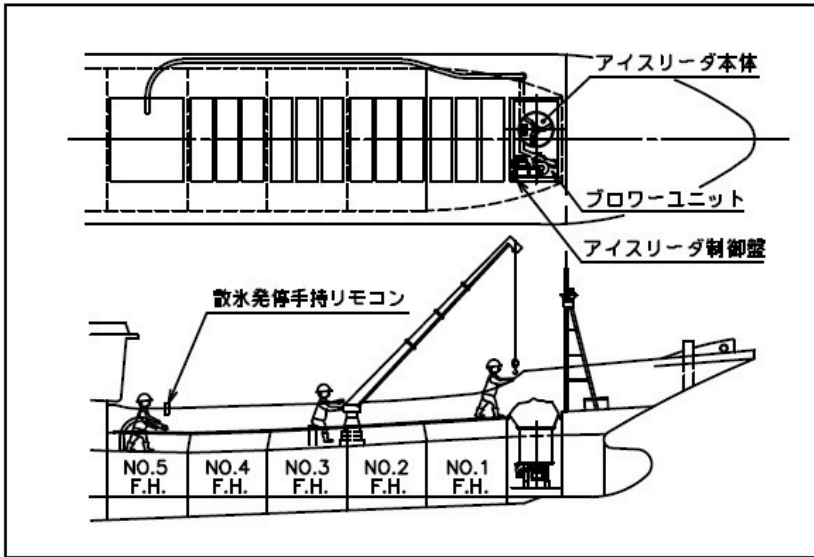 アイスリーダ本体
ブロワーユニット
アイスリーダ制御盤
散氷発停手持リモコン
NO.5 F.H.
NO.4 F.H.
NO.3 F.H.
NO.2 F.H.
NO.1 F.H.